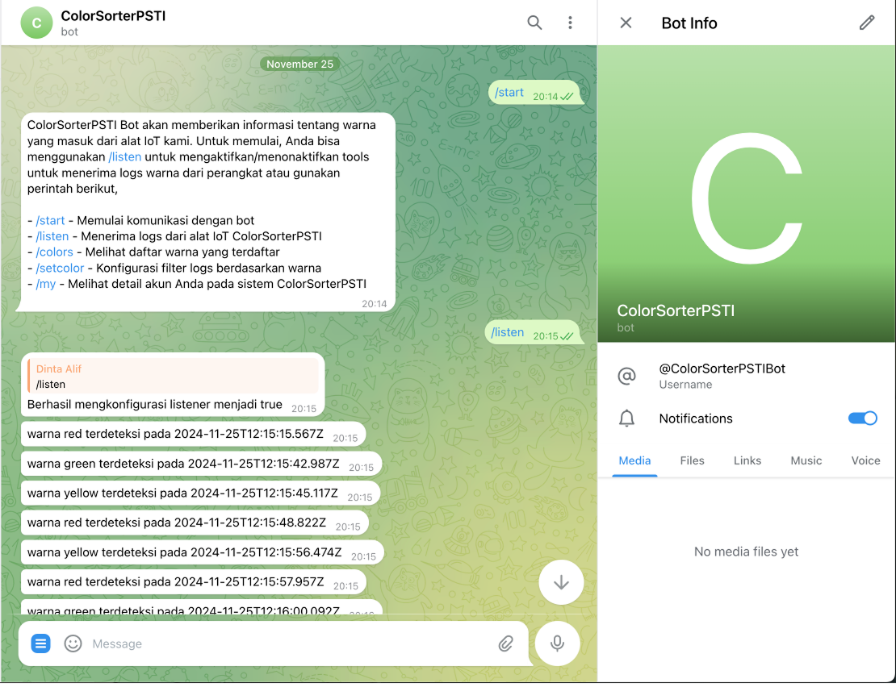 C
ColorSorterPSTI
bot
November 25
/start 20:14
ColorSorterPSTI Bot akan memberikan informasi tentang warna
yang masuk dari alat IoT kami. Untuk memulai, Anda bisa
menggunakan /listen untuk mengaktifkan/menonaktifkan tools
untuk menerima logs warna dari perangkat atau gunakan
perintah berikut,
- /start - Memulai komunikasi dengan bot
- /listen - Menerima logs dari alat IoT ColorSorterPSTI
- /colors - Melihat daftar warna yang terdaftar
- /setcolor - Konfigurasi filter logs berdasarkan warna
- /my - Melihat detail akun Anda pada sistem ColorSorterPSTI
20:14
/listen 20:15
Dinta Alif
/listen
Berhasil mengkonfigurasi listener menjadi true 20:15
warna red terdeteksi pada 2024-11-25T12:15:15.567Z 20:15
warna green terdeteksi pada 2024-11-25T12:15:42.987Z 20:15
warna yellow terdeteksi pada 2024-11-25T12:15:45.117Z 20:15
warna red terdeteksi pada 2024-11-25T12:15:48.822Z 20:15
warna yellow terdeteksi pada 2024-11-25T12:15:56.474Z 20:15
warna red terdeteksi pada 2024-11-25T12:15:57.957Z 20:15
warna green terdeteksi pada 2024-11-25T12:16:00.092Z
Message
Bot Info
C
ColorSorterPSTI
bot
@ColorSorterPSTIBot
Username
Notifications
Media Files Links Music Voice
No media files yet